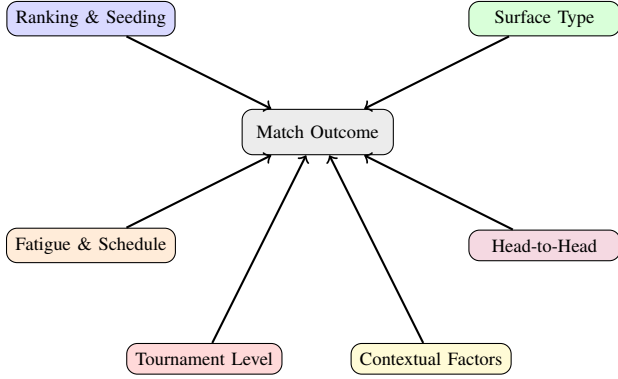 Ranking & Seeding
Surface Type
Match Outcome
Fatigue & Schedule
Head-to-Head
Tournament Level
Contextual Factors